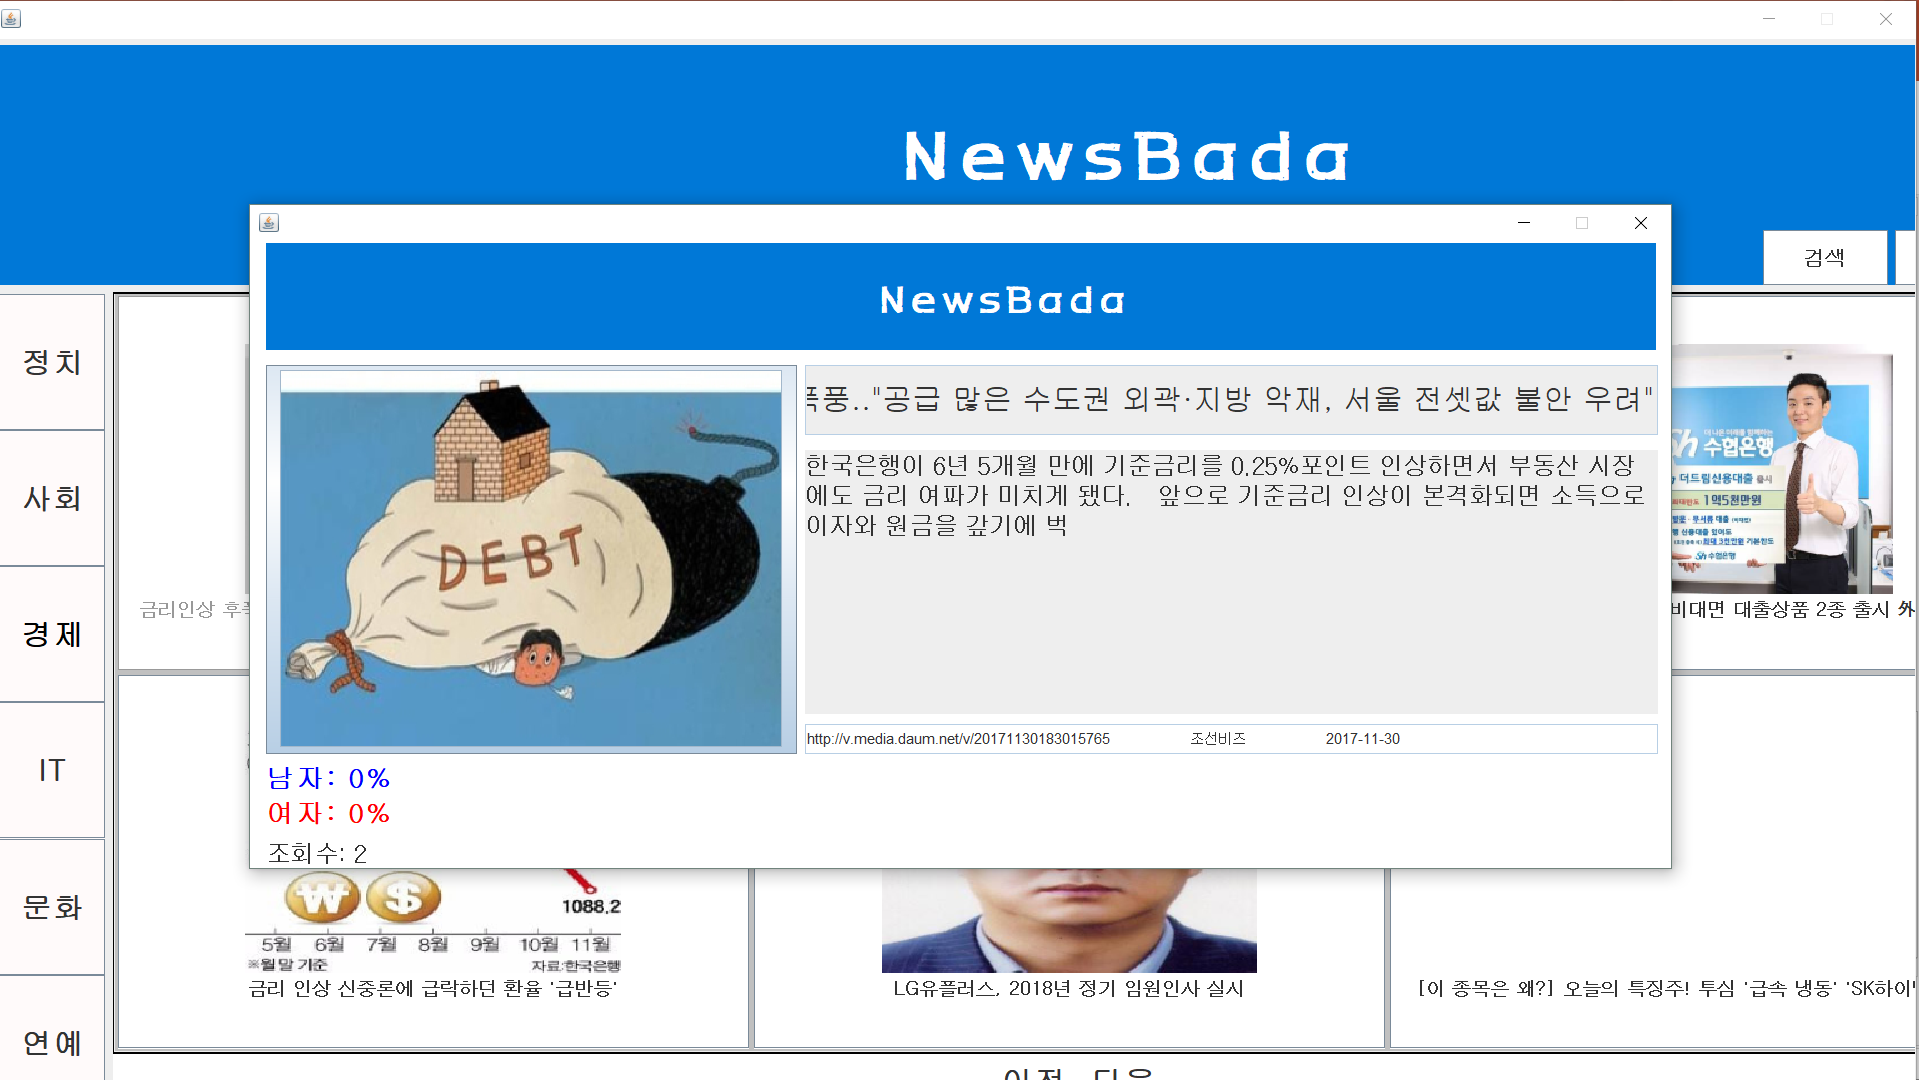 NewsBada
검색
NewsBada
정치
사회
경제
IT
문화
연예
풍.."공급 많은 수도권 외곽·지방 악재, 서울 전셋값 불안 우려"
한국은행이 6년 5개월 만에 기준금리를 0.25%포인트 인상하면서 부동산 시장
에도 금리 여파가 미치게 됐다. 앞으로 기준금리 인상이 본격화되면 소득으로
이자와 원금을 갚기에 벅
DEBT
http://v.media.daum.net/v/20171130183015765 조선비즈 2017-11-30
남자: 0%
여자: 0%
조회수: 2
금리인상 후
Sh수협은행
더드림신용대출 출시
1억5천만원
Sh수협은행
비대면 대출상품 2종 출시 외
₩ $
1088.2
5월 6월 7월 8월 9월 10월 11월
※월말 기준 자료:한국은행
금리 인상 신중론에 급락하던 환율 '급반등'
LG유플러스, 2018년 정기 임원인사 실시
[이 종목은 왜?] 오늘의 특징주! 투심 '급속 냉동' 'SK하이
이전 다음